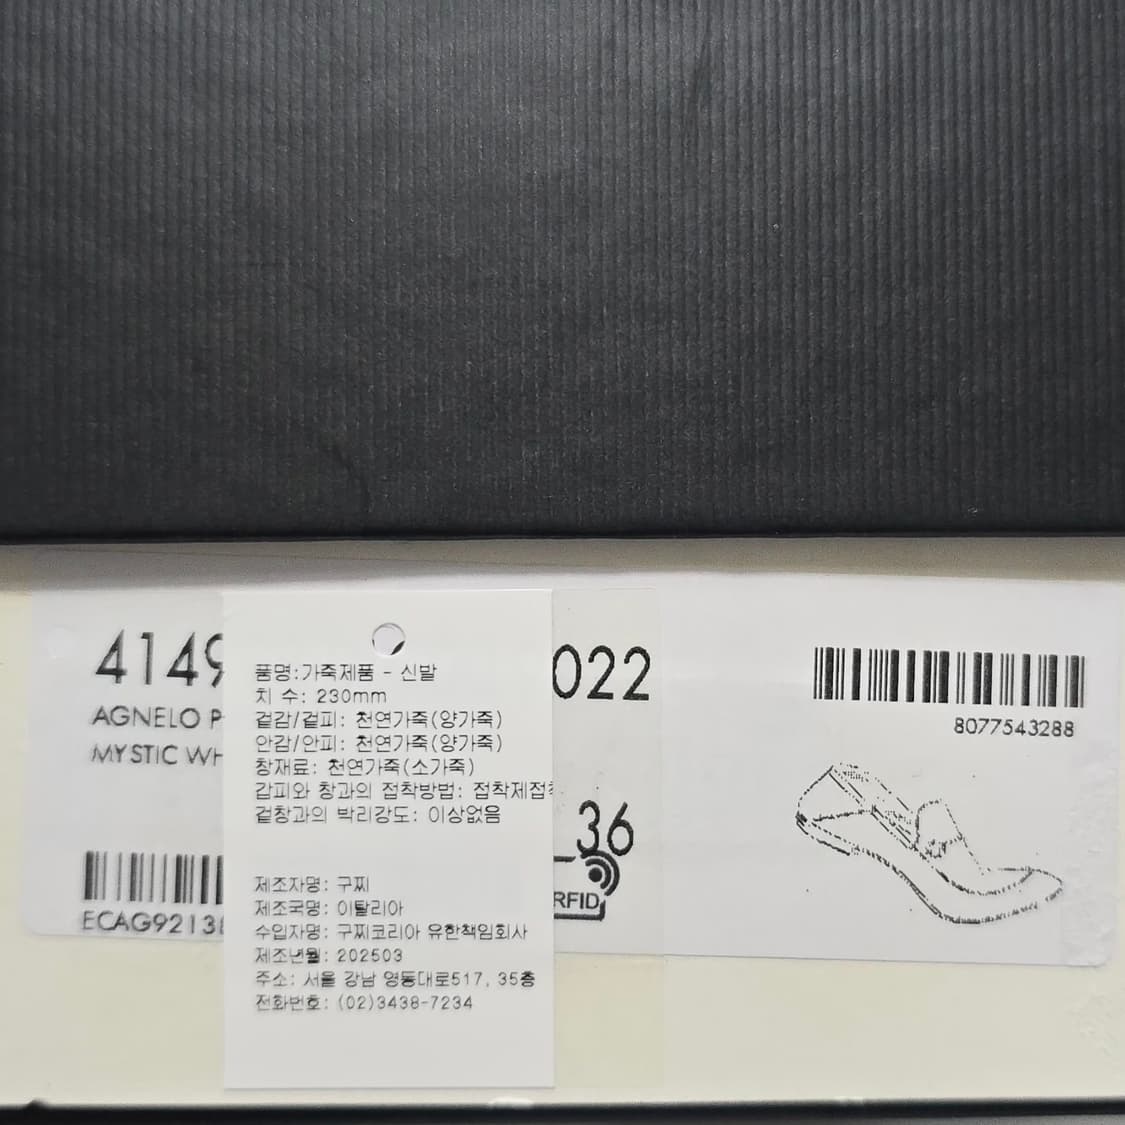 4149
022
AGNELO P
MYSTIC WH
36
RFID
ECAG9213
8077543288
품명:가죽제품 - 신발
치 수: 230mm
겉감/겉피: 천연가죽(양가죽)
안감/안피: 천연가죽(양가죽)
창재료: 천연가죽(소가죽)
갑피와 창과의 접착방법: 접착제접착
겉창과의 박리강도: 이상없음
제조자명: 구찌
제조국명: 이탈리아
수입자명: 구찌코리아 유한책임회사
제조년월: 202503
주소: 서울 강남 영동대로517, 35층
전화번호: (02)3438-7234